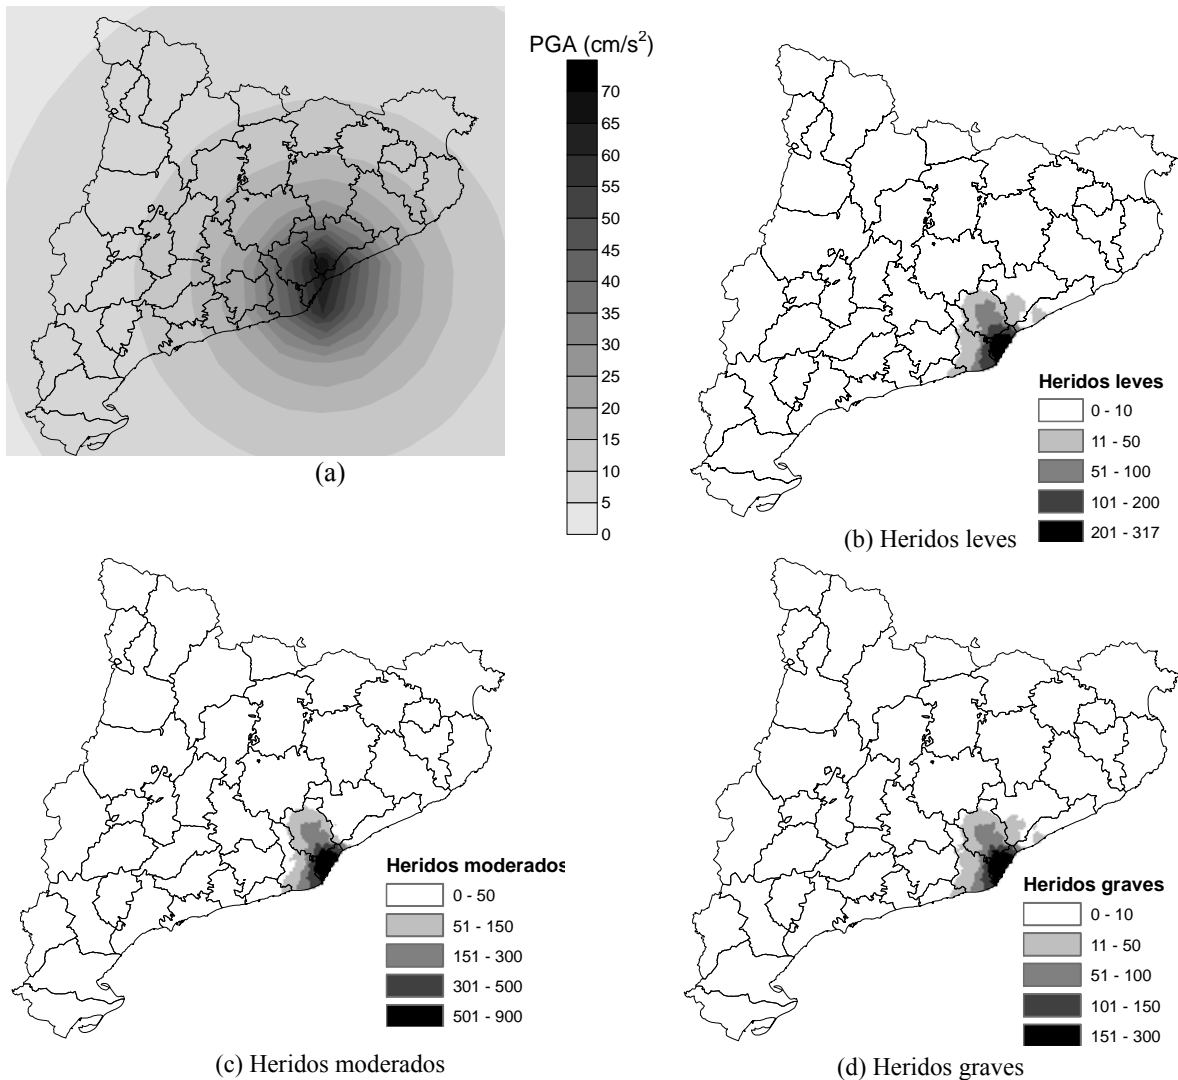 PGA (cm/s²)
70
65
60
55
50
45
40
35
30
25
20
15
10
5
0
(a)
Heridos leves
0 - 10
11 - 50
51 - 100
101 - 200
201 - 317
(b) Heridos leves
Heridos moderados
0 - 50
51 - 150
151 - 300
301 - 500
501 - 900
(c) Heridos moderados
Heridos graves
0 - 10
11 - 50
51 - 100
101 - 150
151 - 300
(d) Heridos graves